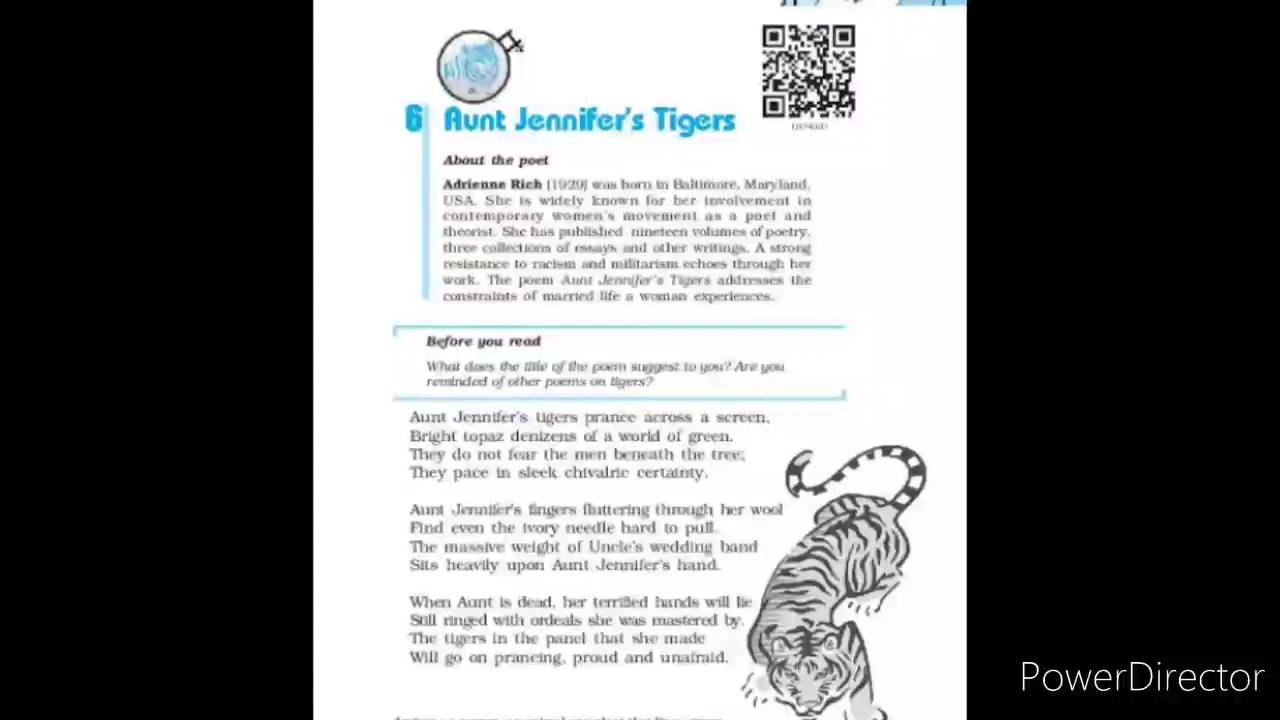 6 Aunt Jennifer's Tigers
About the poet
Adrienne Rich (1929) was born in Baltimore, Maryland,
USA. She is widely known for her involvement in
contemporary women's movement as a poet and
theorist. She has published nineteen volumes of poetry,
three collections of essays and other writings. A strong
resistance to racism and militarism echoes through her
work. The poem Aunt Jennifer's Tigers addresses the
constraints of married life a woman experiences.
Before you read
What does the title of the poem suggest to you? Are you
reminded of other poems on tigers?
Aunt Jennifer's tigers prance across a screen,
Bright topaz denizens of a world of green.
They do not fear the men beneath the tree;
They pace in sleek chivalric certainty.
Aunt Jennifer's fingers fluttering through her wool
Find even the ivory needle hard to pull.
The massive weight of Uncle's wedding band
Sits heavily upon Aunt Jennifer's hand.
When Aunt is dead, her terrified hands will lie
Still ringed with ordeals she was mastered by.
The tigers in the panel that she made
Will go on prancing, proud and unafraid.
PowerDirector